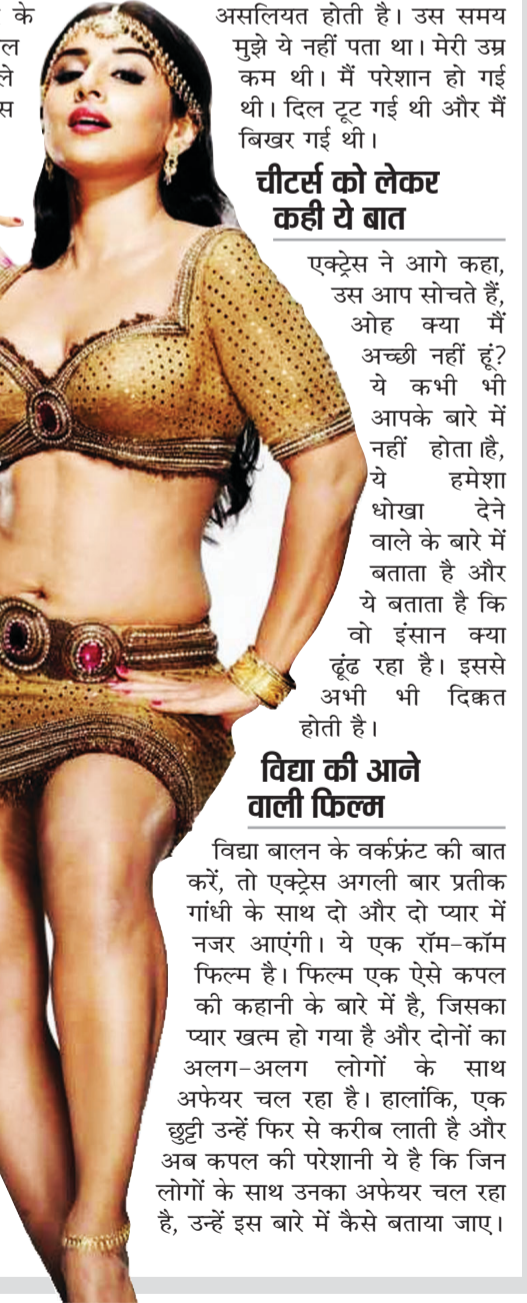 के
ल
ले
स
असलियत होती है। उस समय
मुझे ये नहीं पता था। मेरी उम्र
कम थी। मैं परेशान हो गई
थी। दिल टूट गई थी और मैं
बिखर गई थी।
चीटर्स को लेकर
कही ये बात
एक्ट्रेस ने आगे कहा,
उस आप सोचते हैं,
ओह क्या मैं
अच्छी नहीं हूं?
ये कभी भी
आपके बारे में
नहीं होता।है,
ये हमेशा
धोखा देने
वाले के बारे में
बताता है और
ये बताता है कि
वो इंसान क्या
ढूंढ रहा है। इससे
अभी भी दिक्कत
होती है।
विद्या की आने
वाली फिल्म
विद्या बालन के वर्कफ्रंट की बात
करें, तो एक्ट्रेस अगली बार प्रतीक
गांधी के साथ दो और दो प्यार में
नजर आएंगी। ये एक रॉम-कॉम
फिल्म है। फिल्म एक ऐसे कपल
की कहानी के बारे में है, जिसका
प्यार खत्म हो गया है और दोनों का
अलग-अलग लोगों के साथ
अफेयर चल रहा है। हालांकि, एक
छुट्टी उन्हें फिर से करीब लाती है और
अब कपल की परेशानी ये है कि जिन
लोगों के साथ उनका अफेयर चल रहा
है, उन्हें इस बारे में कैसे बताया जाए।